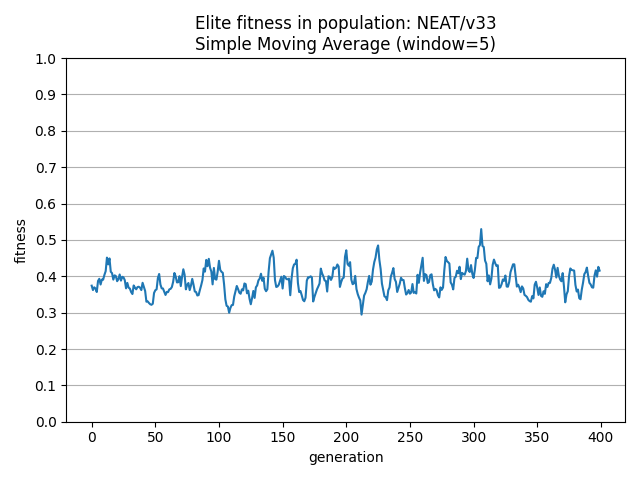 Elite fitness in population: NEAT/v33
Simple Moving Average (window=5)
1.0
0.9
0.8
0.7
0.6
0.5
0.4
0.3
0.2
0.1
0.0
fitness
0 50 100 150 200 250 300 350 400
generation